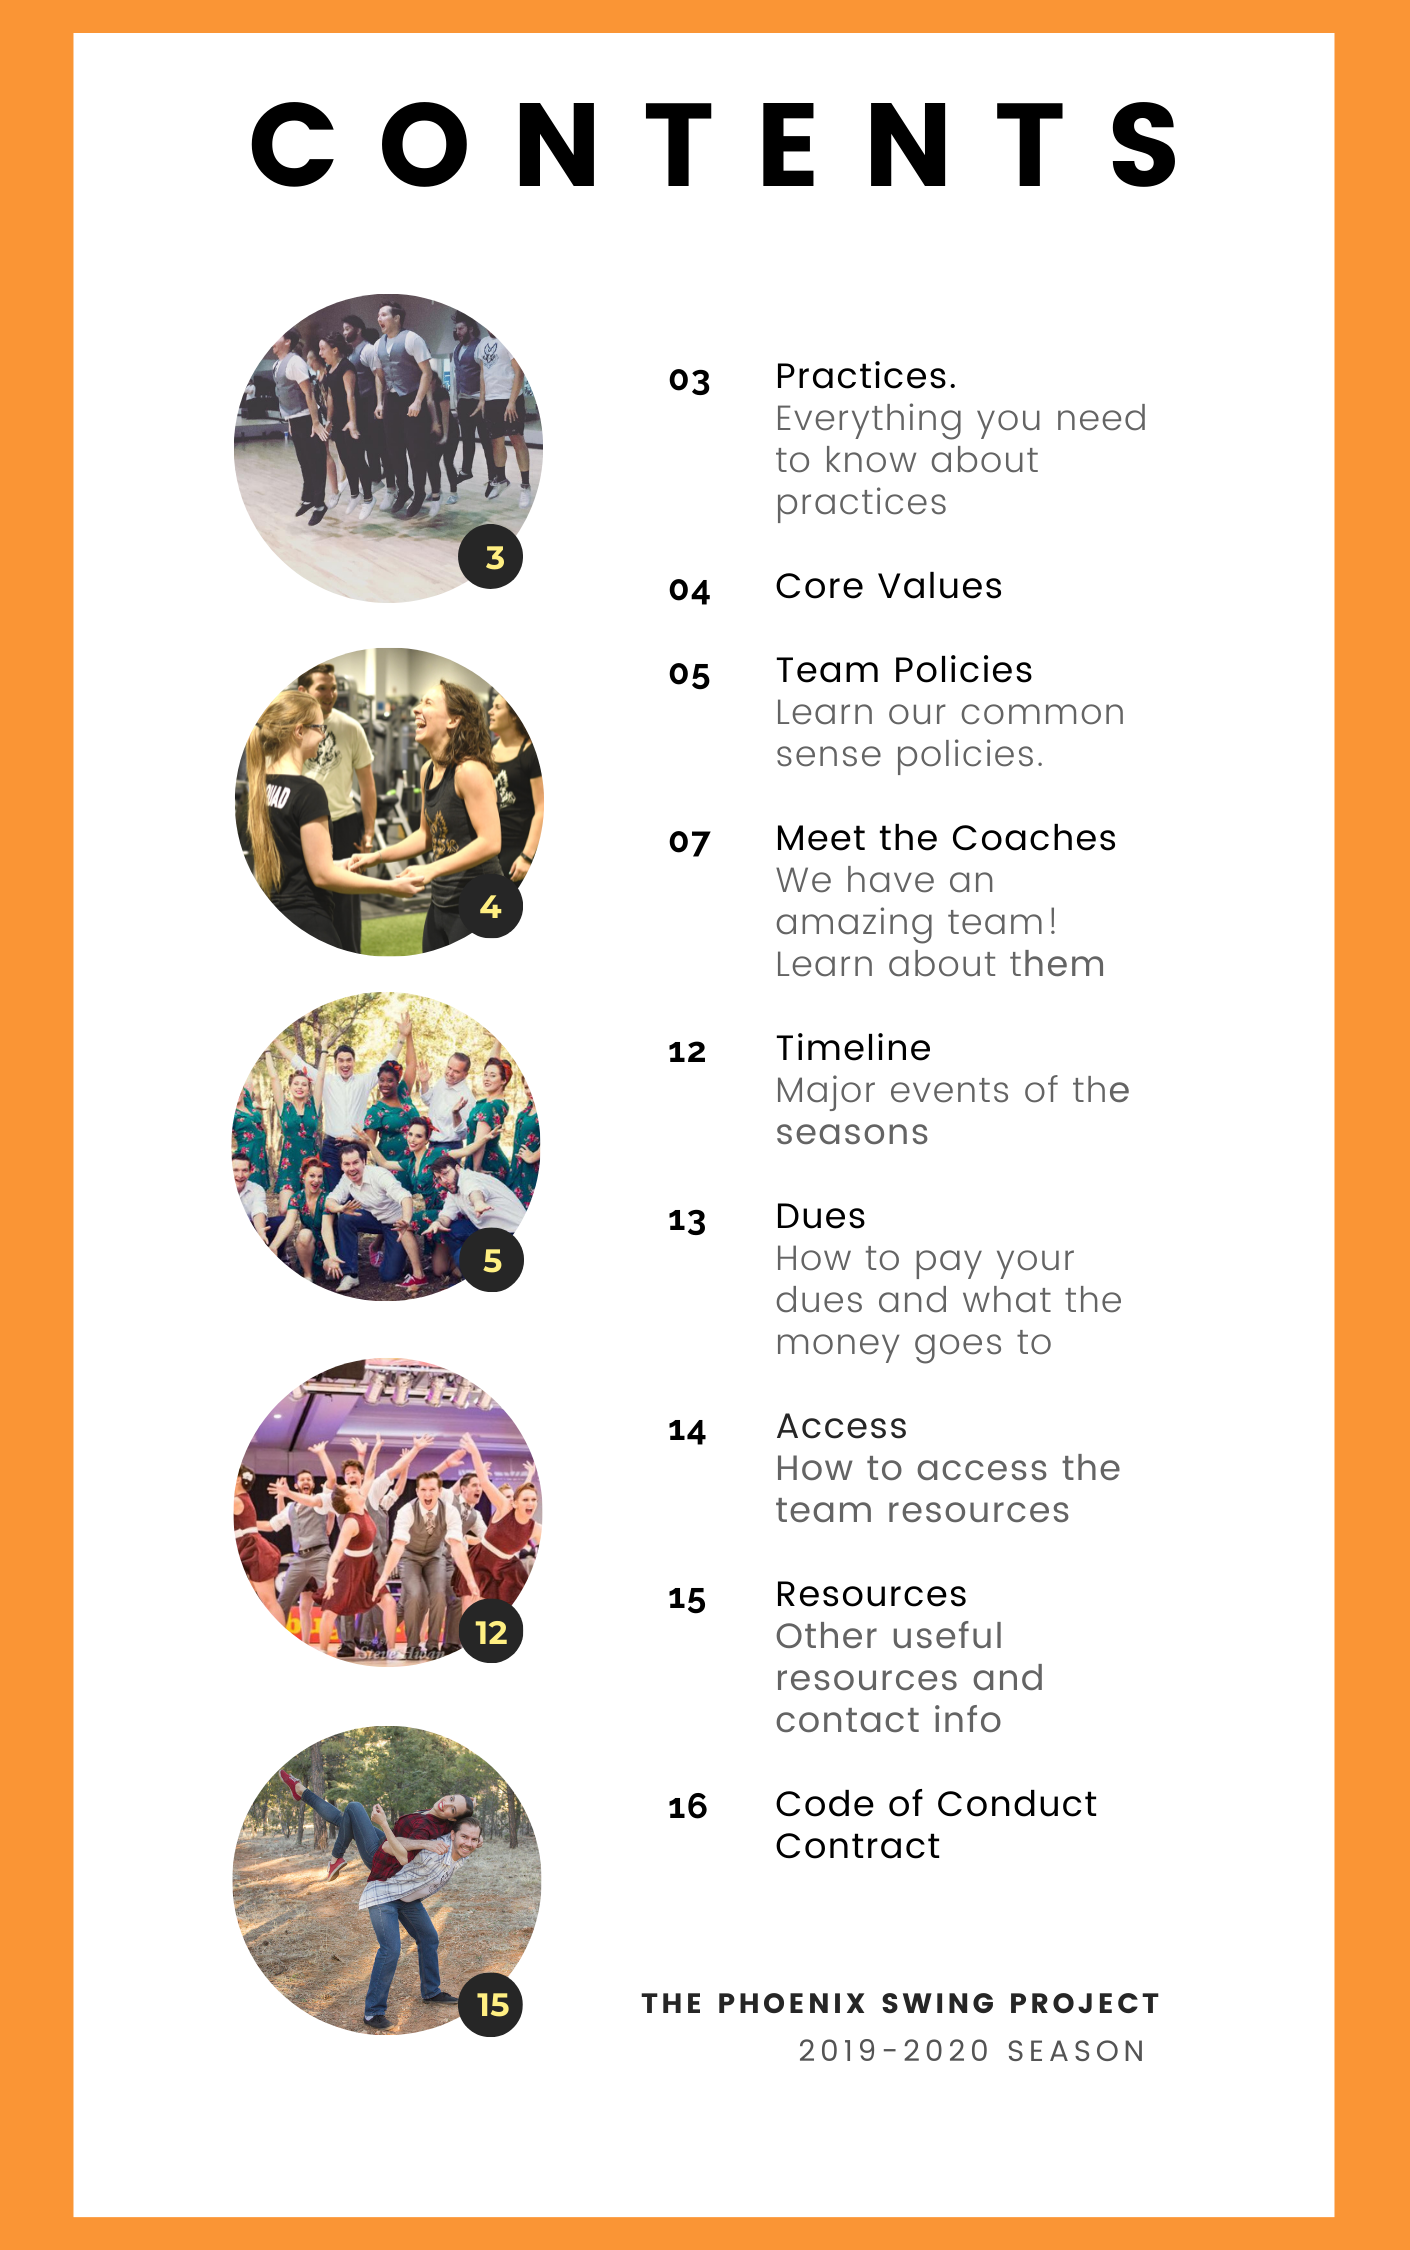 CONTENTS
3
4
UAD
5
12
15
03 Practices.
Everything you need
to know about
practices
04 Core Values
05 Team Policies
Learn our common
sense policies.
07 Meet the Coaches
We have an
amazing team!
Learn about them
12 Timeline
Major events of the
seasons
13 Dues
How to pay your
dues and what the
money goes to
14 Access
How to access the
team resources
15 Resources
Other useful
resources and
contact info
16 Code of Conduct
Contract
THE PHOENIX SWING PROJECT
2019-2020 SEASON